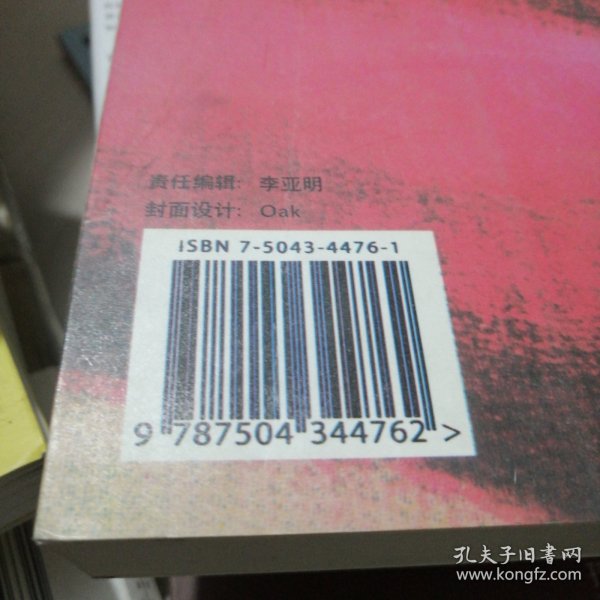 责任编辑：李亚明
封面设计：Oak
ISBN 7-5043-4476-1
9 787504 344762 >
孔夫子旧書网
www.kongfz.com